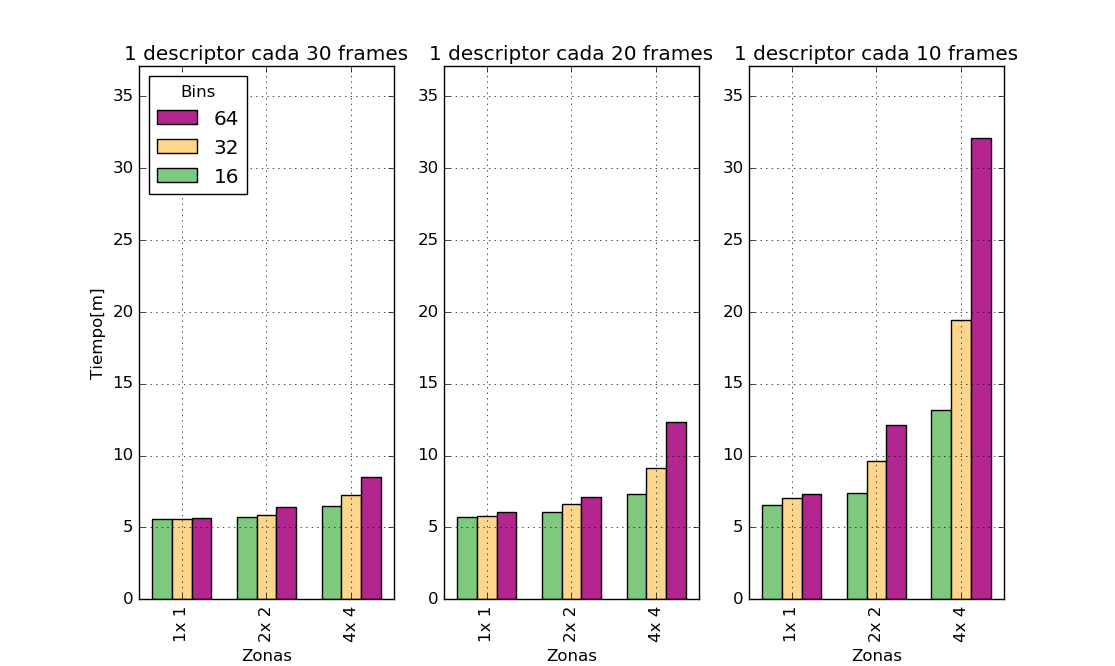 1 descriptor cada 30 frames
1 descriptor cada 20 frames
1 descriptor cada 10 frames
Bins
64
32
16
Tiempo[m]
35
30
25
20
15
10
5
0
35
30
25
20
15
10
5
0
35
30
25
20
15
10
5
0
1x 1
2x 2
4x 4
1x 1
2x 2
4x 4
1x 1
2x 2
4x 4
Zonas
Zonas
Zonas